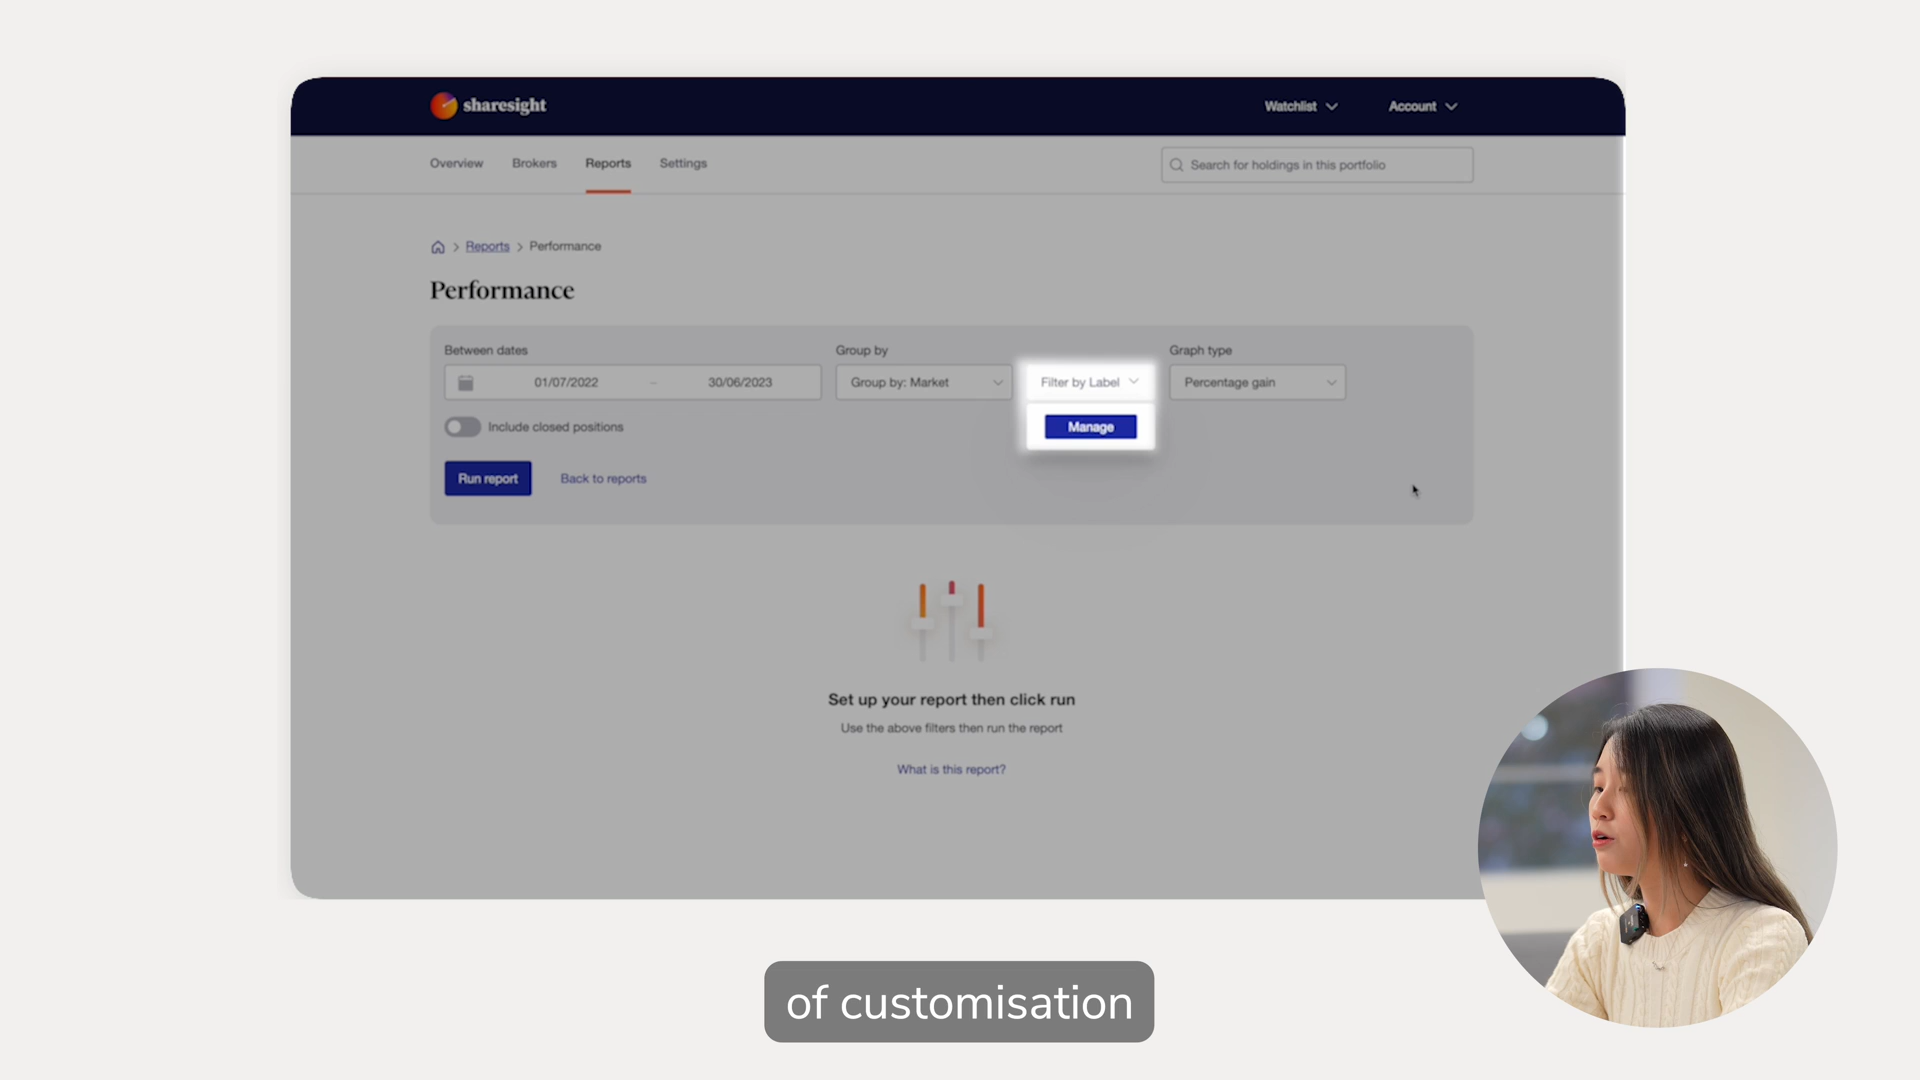 sharesight
Watchlist
Account
Overview
Brokers
Reports
Settings
Search for holdings in this portfolio
Reports
Performance
Performance
Between dates
Group by
Graph type
01/07/2022 – 30/06/2023
Group by: Market
Filter by Label
Percentage gain
Include closed positions
Manage
Run report
Back to reports
Set up your report then click run
Use the above filters then run the report
What is this report?
of customisation